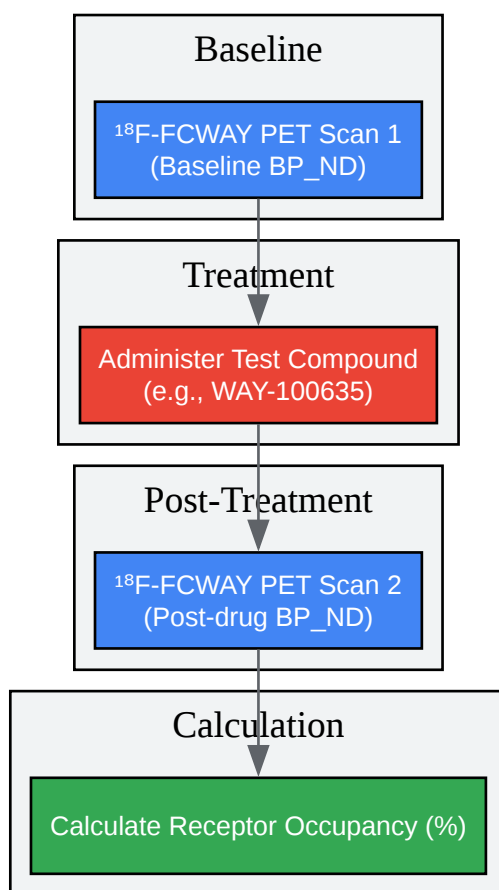 Baseline
¹⁸F-FCWAY PET Scan 1
(Baseline BP_ND)
Treatment
Administer Test Compound
(e.g., WAY-100635)
Post-Treatment
¹⁸F-FCWAY PET Scan 2
(Post-drug BP_ND)
Calculation
Calculate Receptor Occupancy (%)